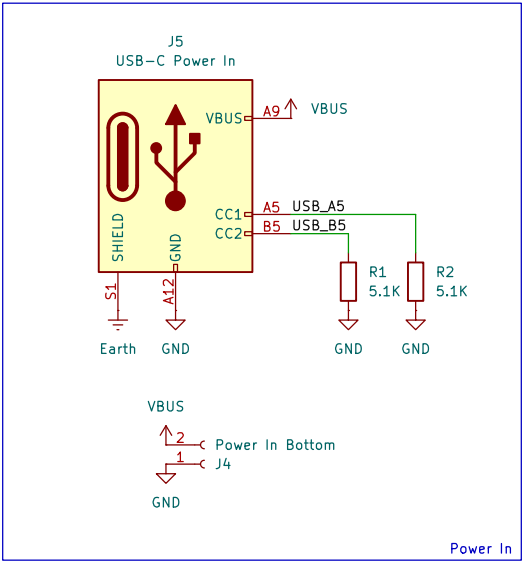 J5
USB-C Power In
VBUS A9 VBUS
CC1 A5 USB_A5
CC2 B5 USB_B5
SHIELD GND
S1 A12
R1 R2
5.1K 5.1K
Earth GND GND GND
VBUS
2 Power In Bottom
1 J4
GND
Power In